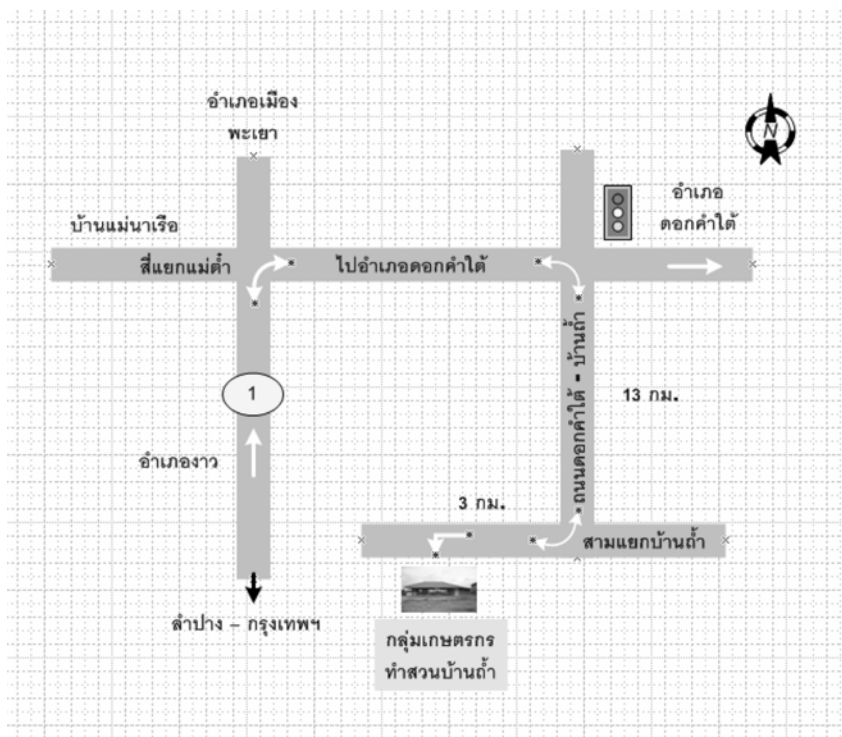 อำเภอเมือง
พะเยา
N
อำเภอ
ดอกคำใต้
บ้านแม่นาเรือ
สี่แยกแม่ต๋ำ
ไปอำเภอดอกคำใต้
ถนนดอกคำใต้ - บ้านถ้ำ
13 กม.
1
อำเภองาว
3 กม.
สามแยกบ้านถ้ำ
ลำปาง – กรุงเทพฯ
กลุ่มเกษตรกร
ทำสวนบ้านถ้ำ